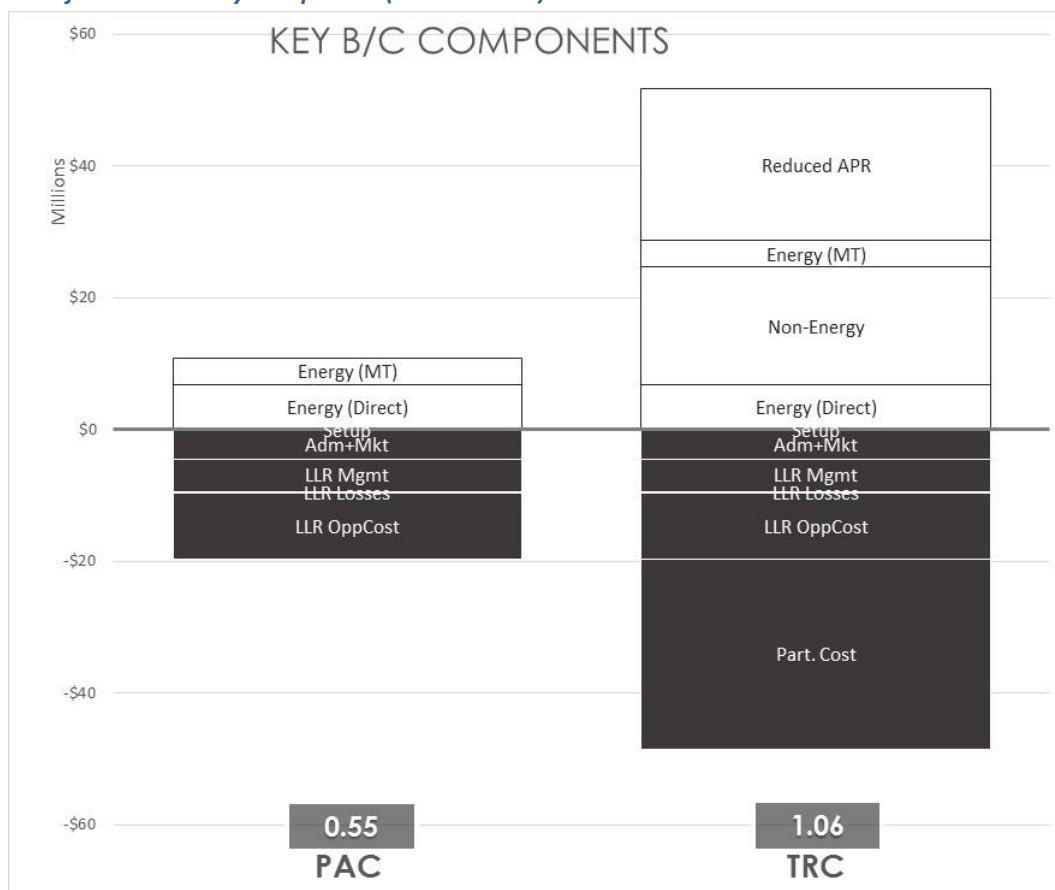 KEY B/C COMPONENTS
Millions
$60
$40
$20
$0
-$20
-$40
-$60
Energy (MT)
Energy (Direct)
Setup
Adm+Mkt
LLR Mgmt
LLR Losses
LLR OppCost
0.55
PAC
Reduced APR
Energy (MT)
Non-Energy
Energy (Direct)
Setup
Adm+Mkt
LLR Mgmt
LLR Losses
LLR OppCost
Part. Cost
1.06
TRC